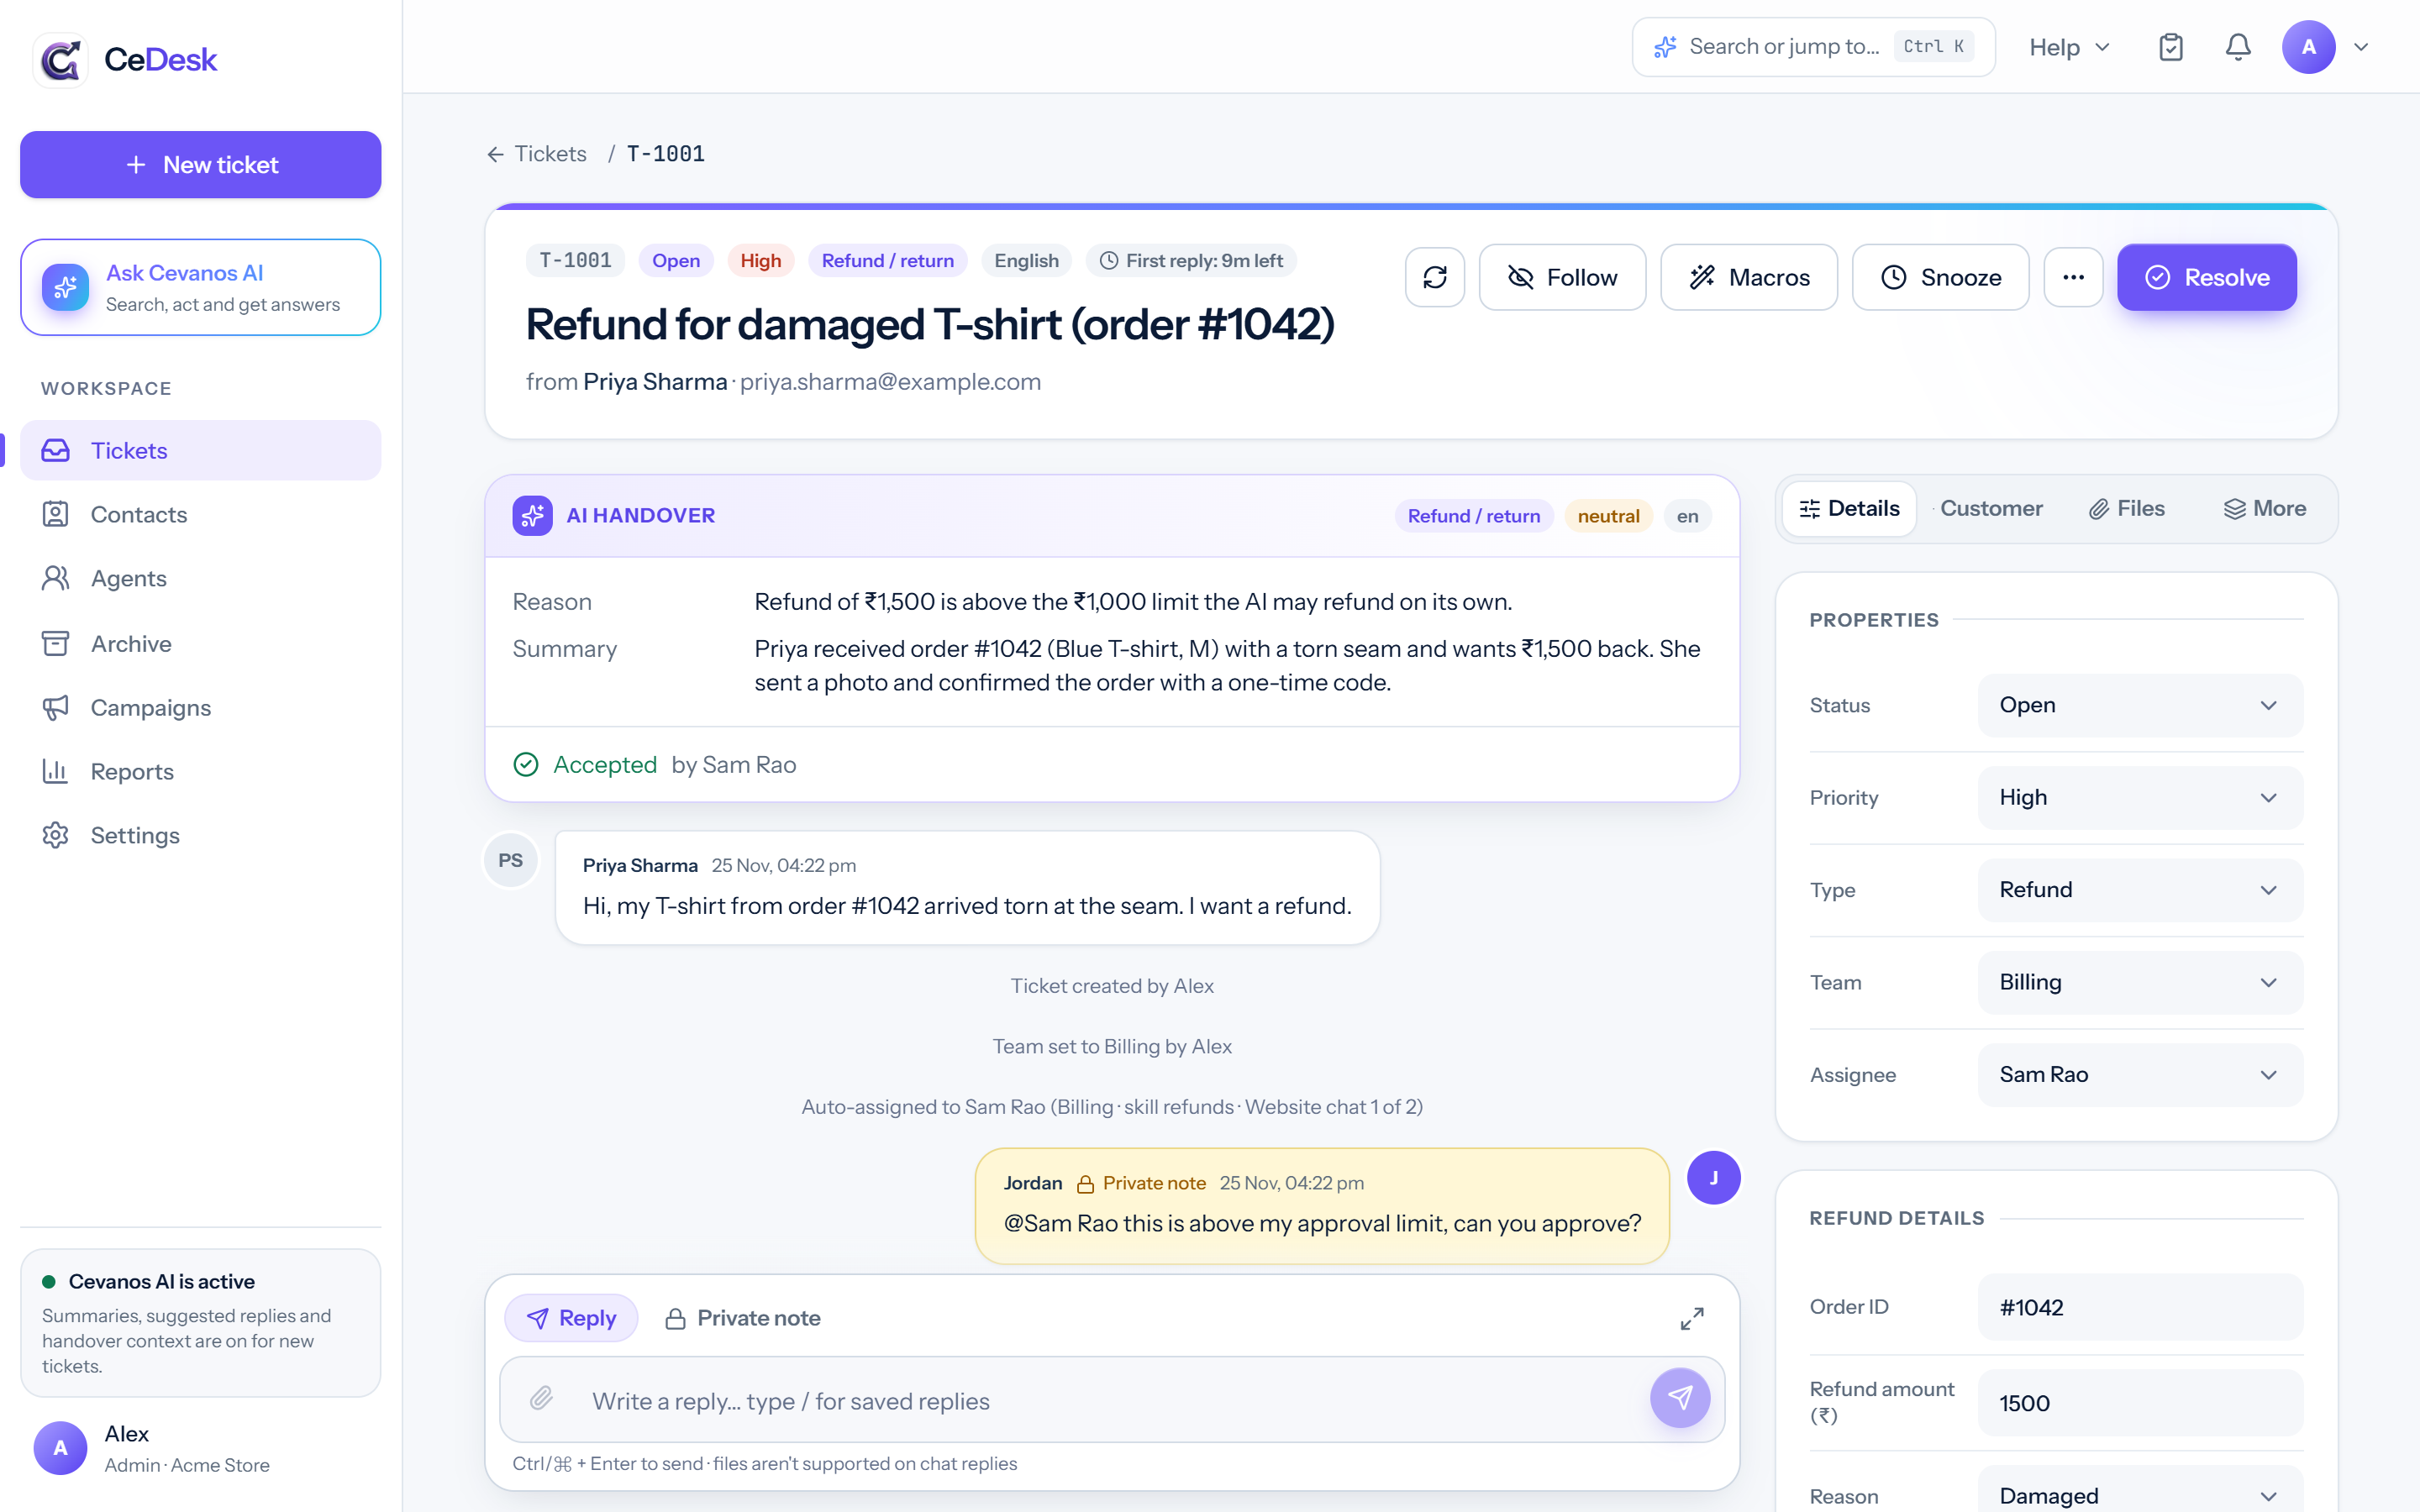 CeDesk
Search or jump to... Ctrl K
Help
A
New ticket
Ask Cevanos AI
Search, act and get answers
WORKSPACE
Tickets
Contacts
Agents
Archive
Campaigns
Reports
Settings
Cevanos AI is active
Summaries, suggested replies and
handover context are on for new
tickets.
A
Alex
Admin · Acme Store
Tickets / T-1001
T-1001 Open High Refund / return English First reply: 9m left
Follow Macros Snooze Resolve
Refund for damaged T-shirt (order #1042)
from Priya Sharma · priya.sharma@example.com
AI HANDOVER
Refund / return neutral en
Reason Refund of ₹1,500 is above the ₹1,000 limit the AI may refund on its own.
Summary Priya received order #1042 (Blue T-shirt, M) with a torn seam and wants ₹1,500 back. She
sent a photo and confirmed the order with a one-time code.
Accepted by Sam Rao
PS
Priya Sharma 25 Nov, 04:22 pm
Hi, my T-shirt from order #1042 arrived torn at the seam. I want a refund.
Ticket created by Alex
Team set to Billing by Alex
Auto-assigned to Sam Rao (Billing · skill refunds · Website chat 1 of 2)
Jordan Private note 25 Nov, 04:22 pm
@Sam Rao this is above my approval limit, can you approve?
J
Reply Private note
Write a reply... type / for saved replies
Ctrl/⌘ + Enter to send · files aren't supported on chat replies
Details Customer Files More
PROPERTIES
Status Open
Priority High
Type Refund
Team Billing
Assignee Sam Rao
REFUND DETAILS
Order ID #1042
Refund amount
(₹) 1500
Reason Damaged